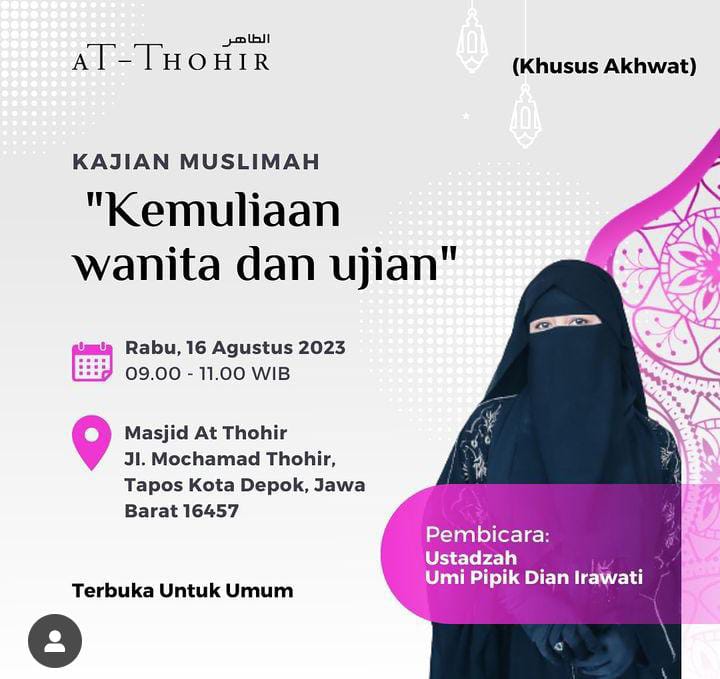 الطاهر
AT-THOHIR
(Khusus Akhwat)
KAJIAN MUSLIMAH
"Kemuliaan
wanita dan ujian"
Rabu, 16 Agustus 2023
09.00 - 11.00 WIB
Masjid At Thohir
Jl. Mochamad Thohir,
Tapos Kota Depok, Jawa
Barat 16457
Pembicara:
Ustadzah
Umi Pipik Dian Irawati
Terbuka Untuk Umum